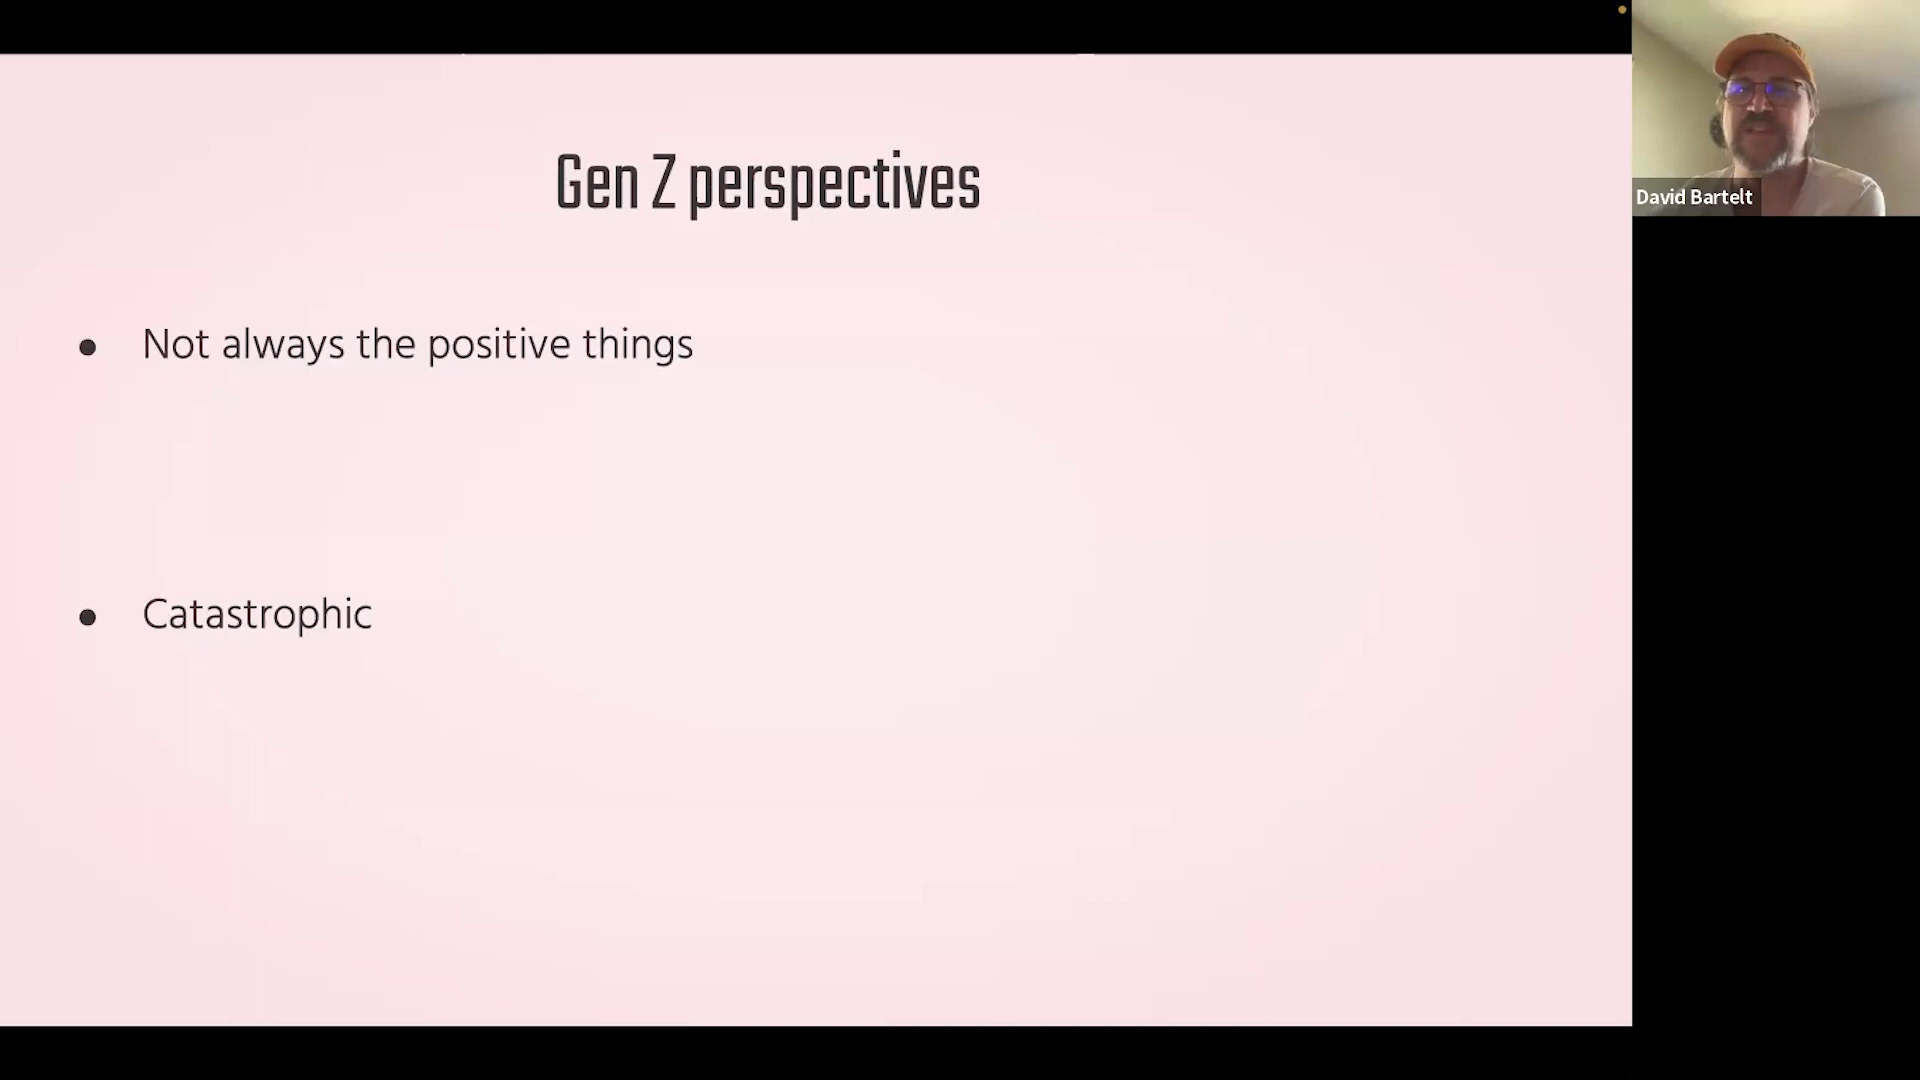 Gen Z perspectives
● Not always the positive things
● Catastrophic
David Bartelt